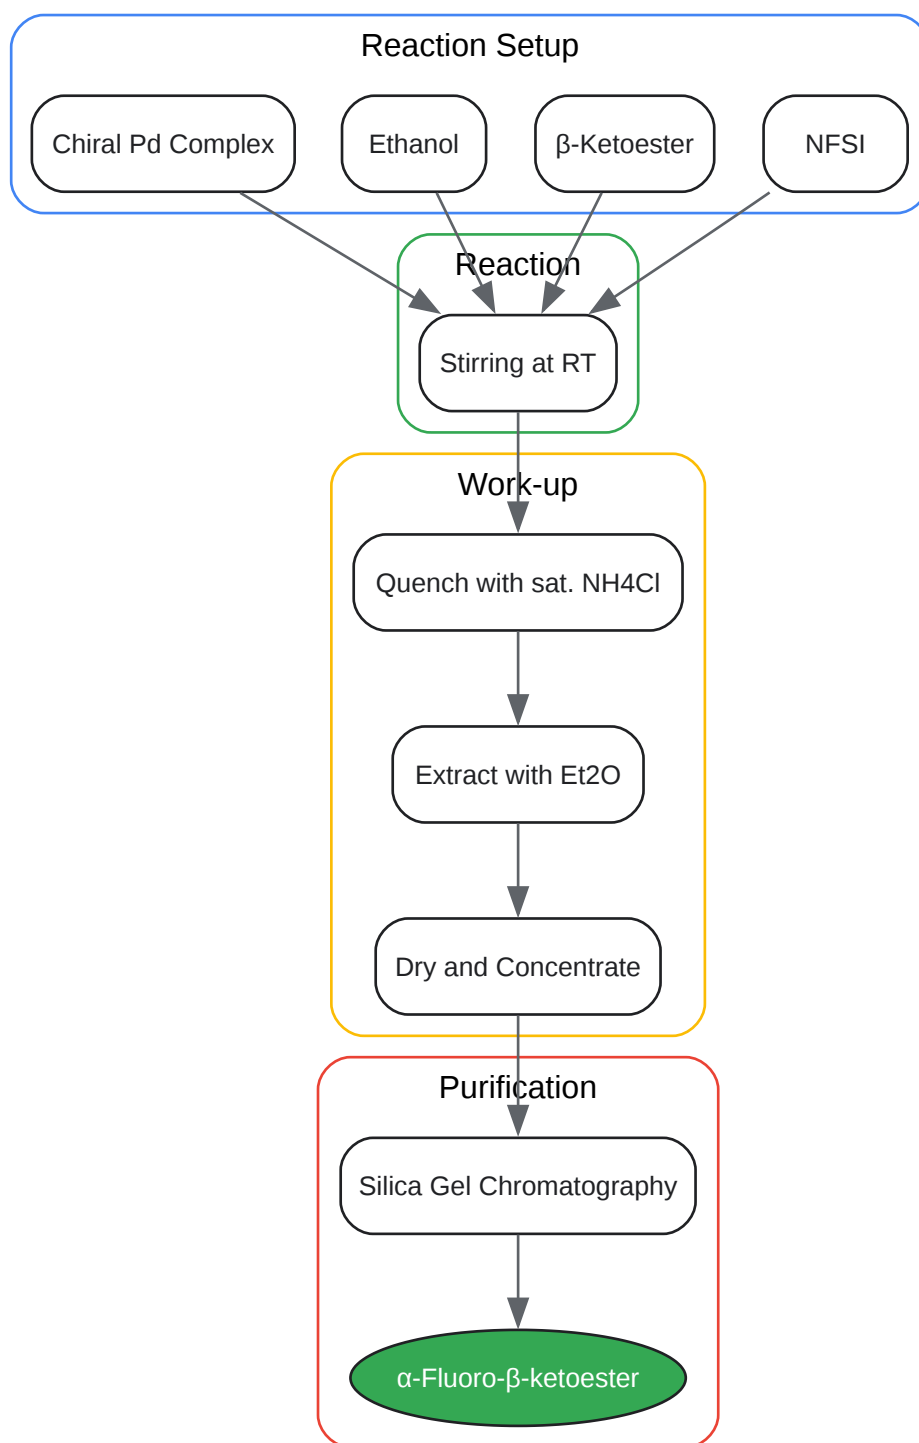 Reaction Setup
Chiral Pd Complex
Ethanol
β-Ketoester
NFSI
Reaction
Stirring at RT
Work-up
Quench with sat. NH4Cl
Extract with Et2O
Dry and Concentrate
Purification
Silica Gel Chromatography
α-Fluoro-β-ketoester